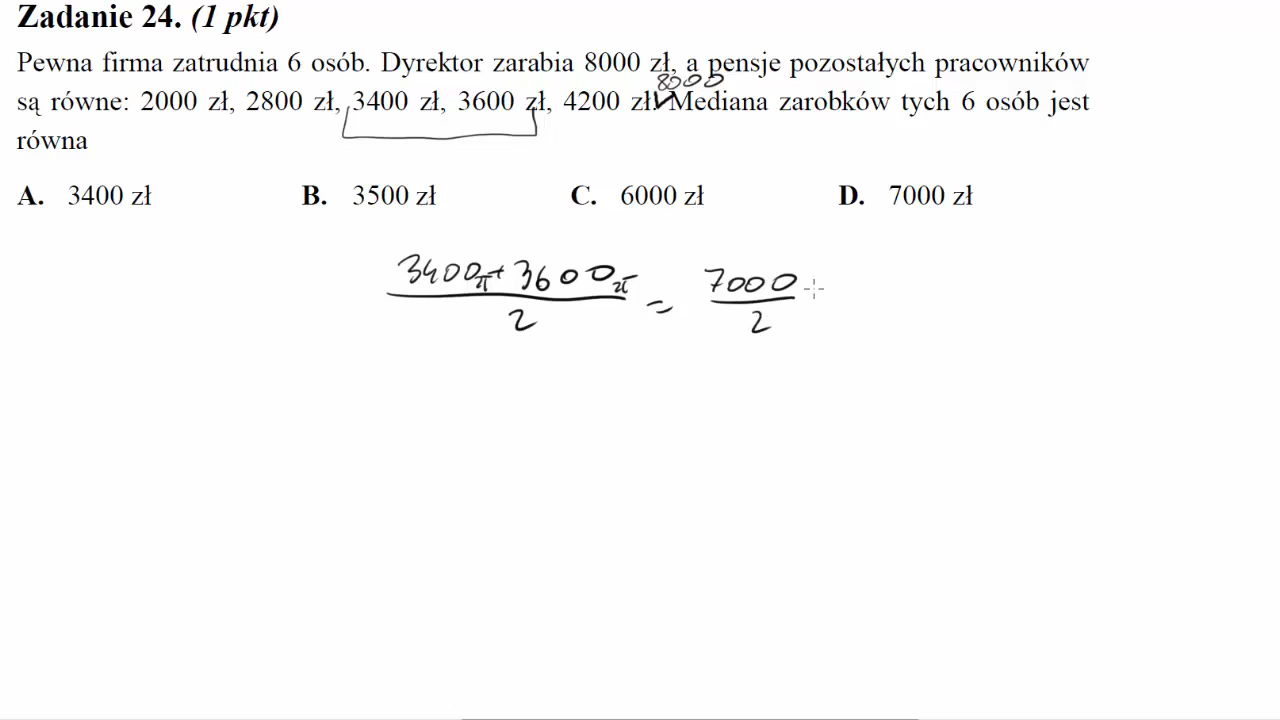 Zadanie 24. (1 pkt)
Pewna firma zatrudnia 6 osób. Dyrektor zarabia 8000 zł, a pensje pozostałych pracowników
8000
są równe: 2000 zł, 2800 zł, 3400 zł, 3600 zł, 4200 zł. Mediana zarobków tych 6 osób jest
równa
A. 3400 zł B. 3500 zł C. 6000 zł D. 7000 zł
3400 zł + 3600 zł = 7000
2 2